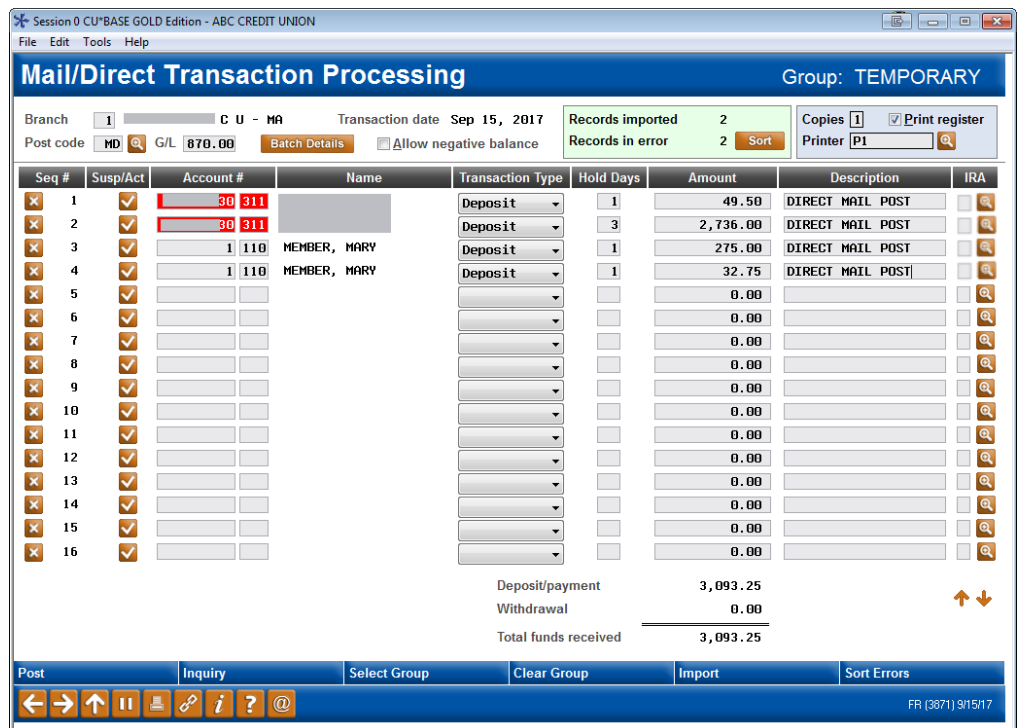 Session 0 CU*BASE GOLD Edition - ABC CREDIT UNION
File Edit Tools Help
Mail/Direct Transaction Processing Group: TEMPORARY
Branch 1 C U - MA Transaction date Sep 15, 2017 Records imported 2 Copies 1 Print register
Post code MD G/L 870.00 Batch Details Allow negative balance Records in error 2 Sort Printer P1
Seq # Susp/Act Account # Name Transaction Type Hold Days Amount Description IRA
1 30 311 Deposit 1 49.50 DIRECT MAIL POST
2 30 311 Deposit 3 2,736.00 DIRECT MAIL POST
3 1 110 MEMBER, MARY Deposit 1 275.00 DIRECT MAIL POST
4 1 110 MEMBER, MARY Deposit 1 32.75 DIRECT MAIL POST
5 0.00
6 0.00
7 0.00
8 0.00
9 0.00
10 0.00
11 0.00
12 0.00
13 0.00
14 0.00
15 0.00
16 0.00
Deposit/payment 3,093.25
Withdrawal 0.00
Total funds received 3,093.25
Post Inquiry Select Group Clear Group Import Sort Errors
i ? @ FR (3871) 9/15/17